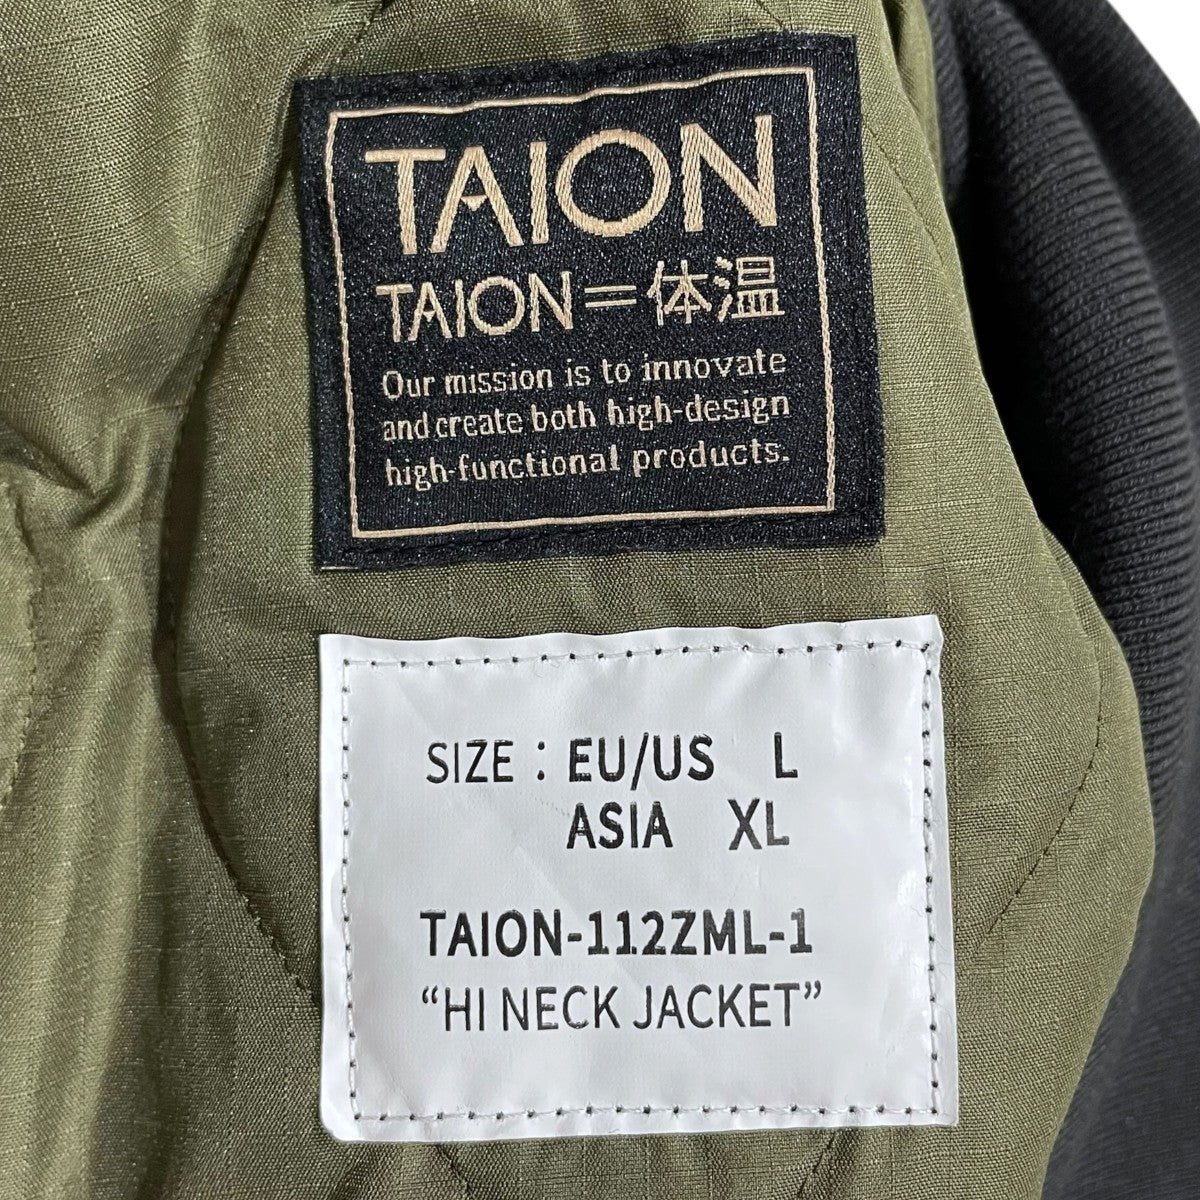 TAION
TAION=体温
Our mission is to innovate
and create both high-design
high-functional products.
SIZE : EU/US L
ASIA XL
TAION-112ZML-1
“HI NECK JACKET”